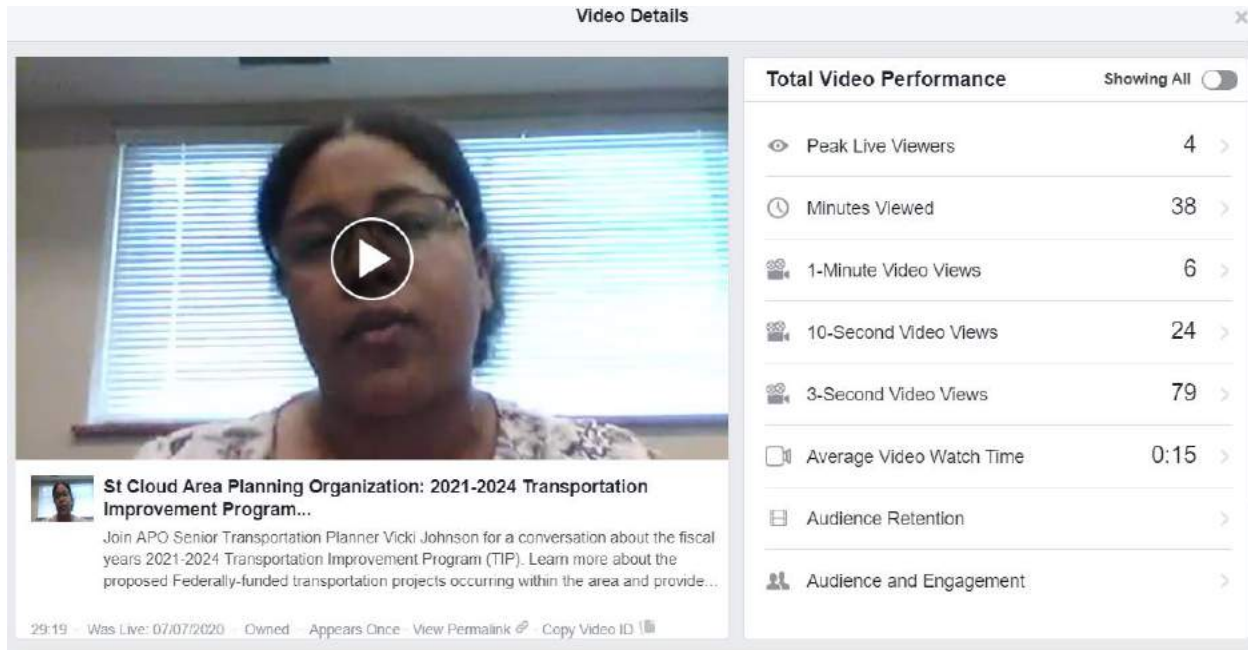 Video Details
St Cloud Area Planning Organization: 2021-2024 Transportation
Improvement Program...
Join APO Senior Transportation Planner Vicki Johnson for a conversation about the fiscal
years 2021-2024 Transportation Improvement Program (TIP). Learn more about the
proposed Federally-funded transportation projects occurring within the area and provide...
29:19 Was Live: 07/07/2020 Owned Appears Once View Permalink Copy Video ID
Total Video Performance Showing All
Peak Live Viewers 4
Minutes Viewed 38
1-Minute Video Views 6
10-Second Video Views 24
3-Second Video Views 79
Average Video Watch Time 0:15
Audience Retention
Audience and Engagement